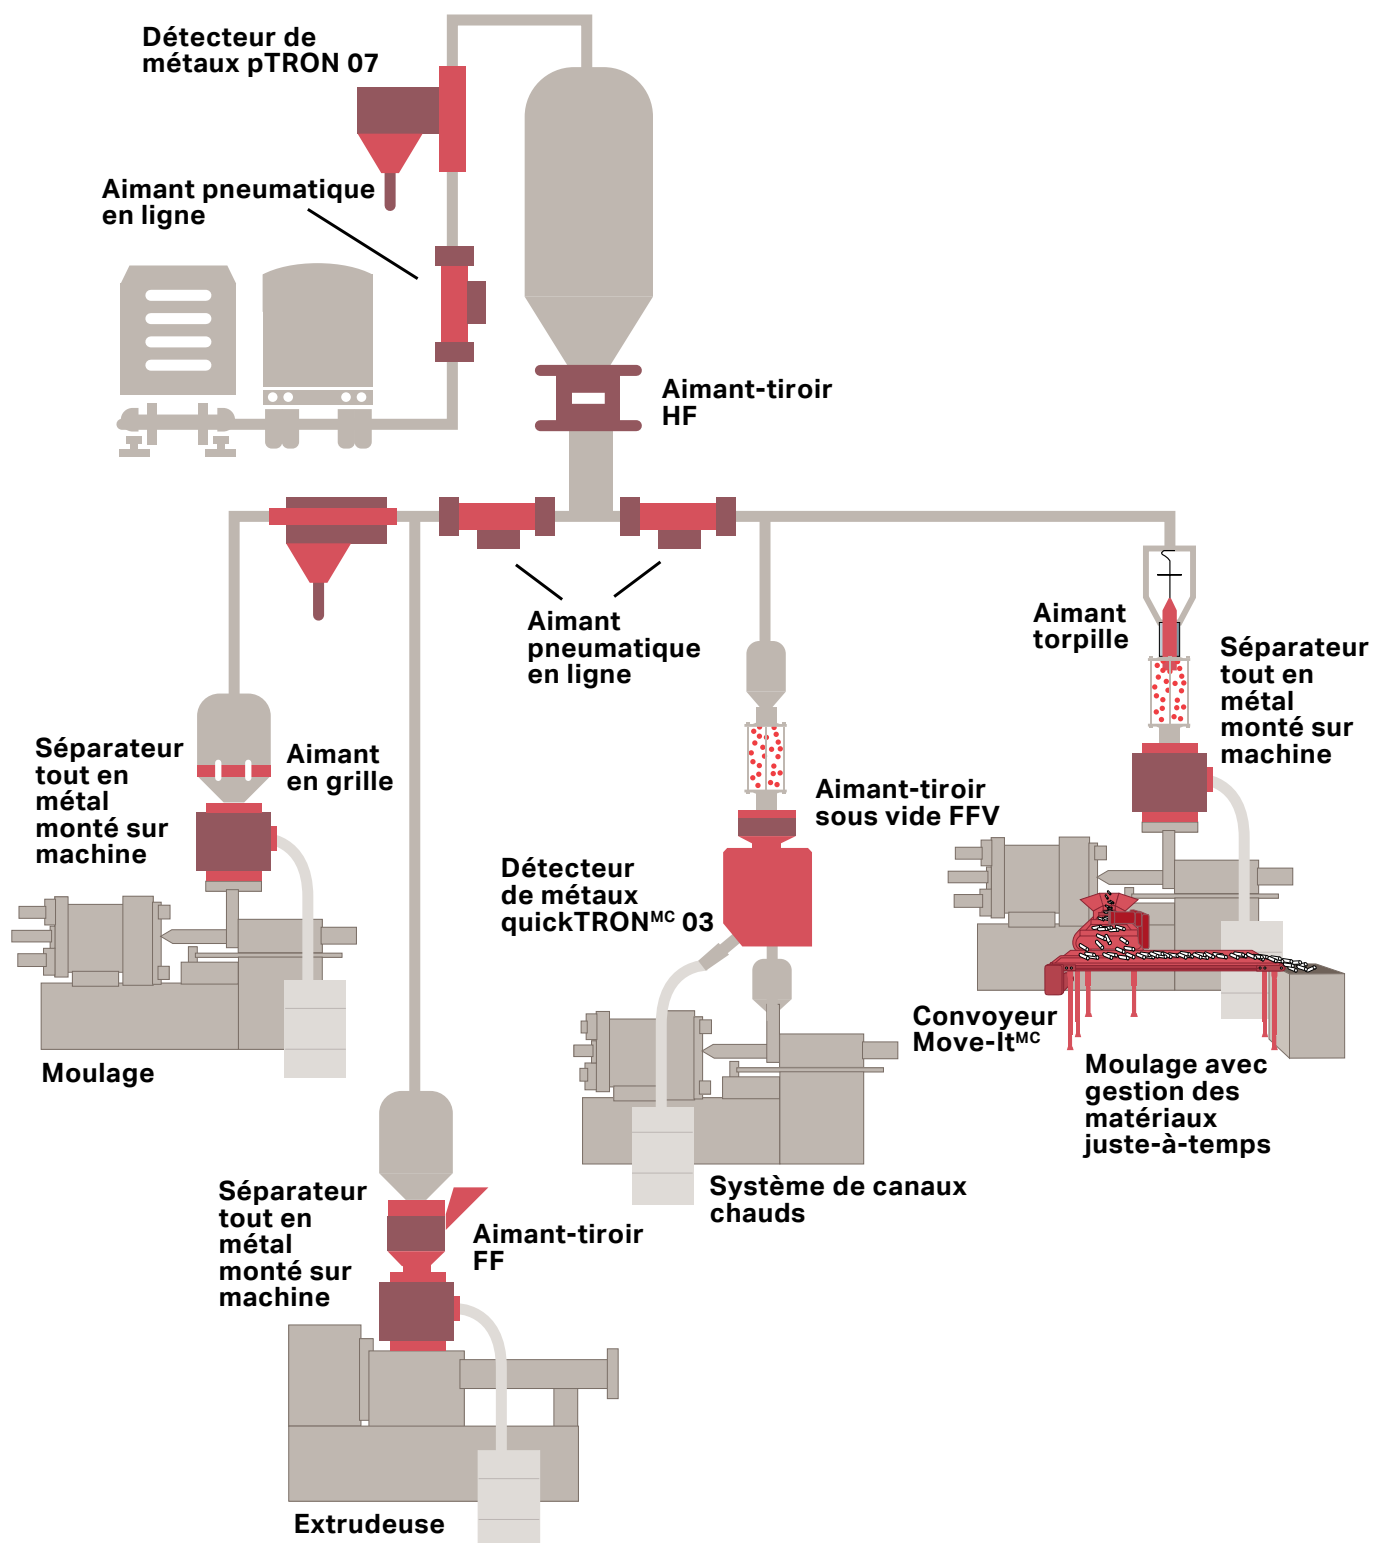 Détecteur de
métaux pTRON 07
Aimant pneumatique
en ligne
Aimant-tiroir
HF
Aimant
pneumatique
en ligne
Aimant
torpille
Séparateur
tout en
métal
monté sur
machine
Séparateur
tout en
métal
monté sur
machine
Aimant
en grille
Aimant-tiroir
sous vide FFV
Détecteur
de métaux
quickTRONᴹᶜ 03
Convoyeur
Move-Itᴹᶜ
Moulage
Moulage avec
gestion des
matériaux
juste-à-temps
Système de canaux
chauds
Séparateur
tout en
métal
monté sur
machine
Aimant-tiroir
FF
Extrudeuse